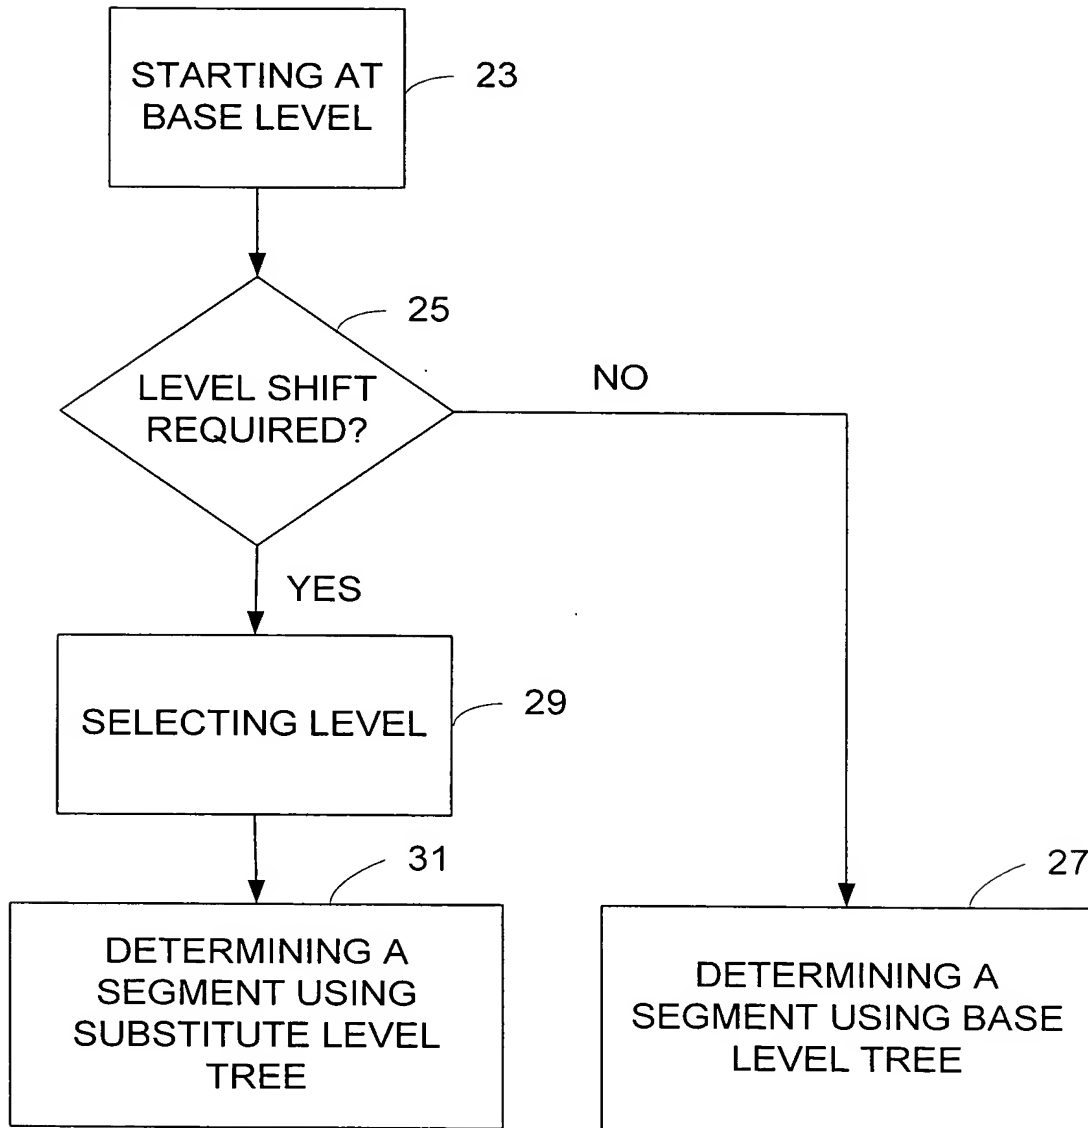 STARTING AT
BASE LEVEL
23
25
LEVEL SHIFT
REQUIRED?
NO
YES
SELECTING LEVEL
29
31
DETERMINING A
SEGMENT USING
SUBSTITUTE LEVEL
TREE
27
DETERMINING A
SEGMENT USING BASE
LEVEL TREE